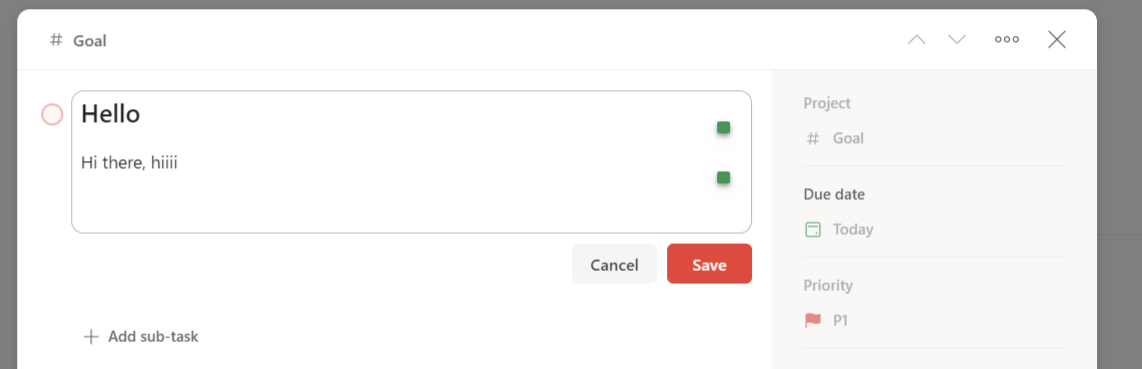 # Goal
Hello
Hi there, hiiii
Cancel Save
Add sub-task
Project
# Goal
Due date
Today
Priority
P1